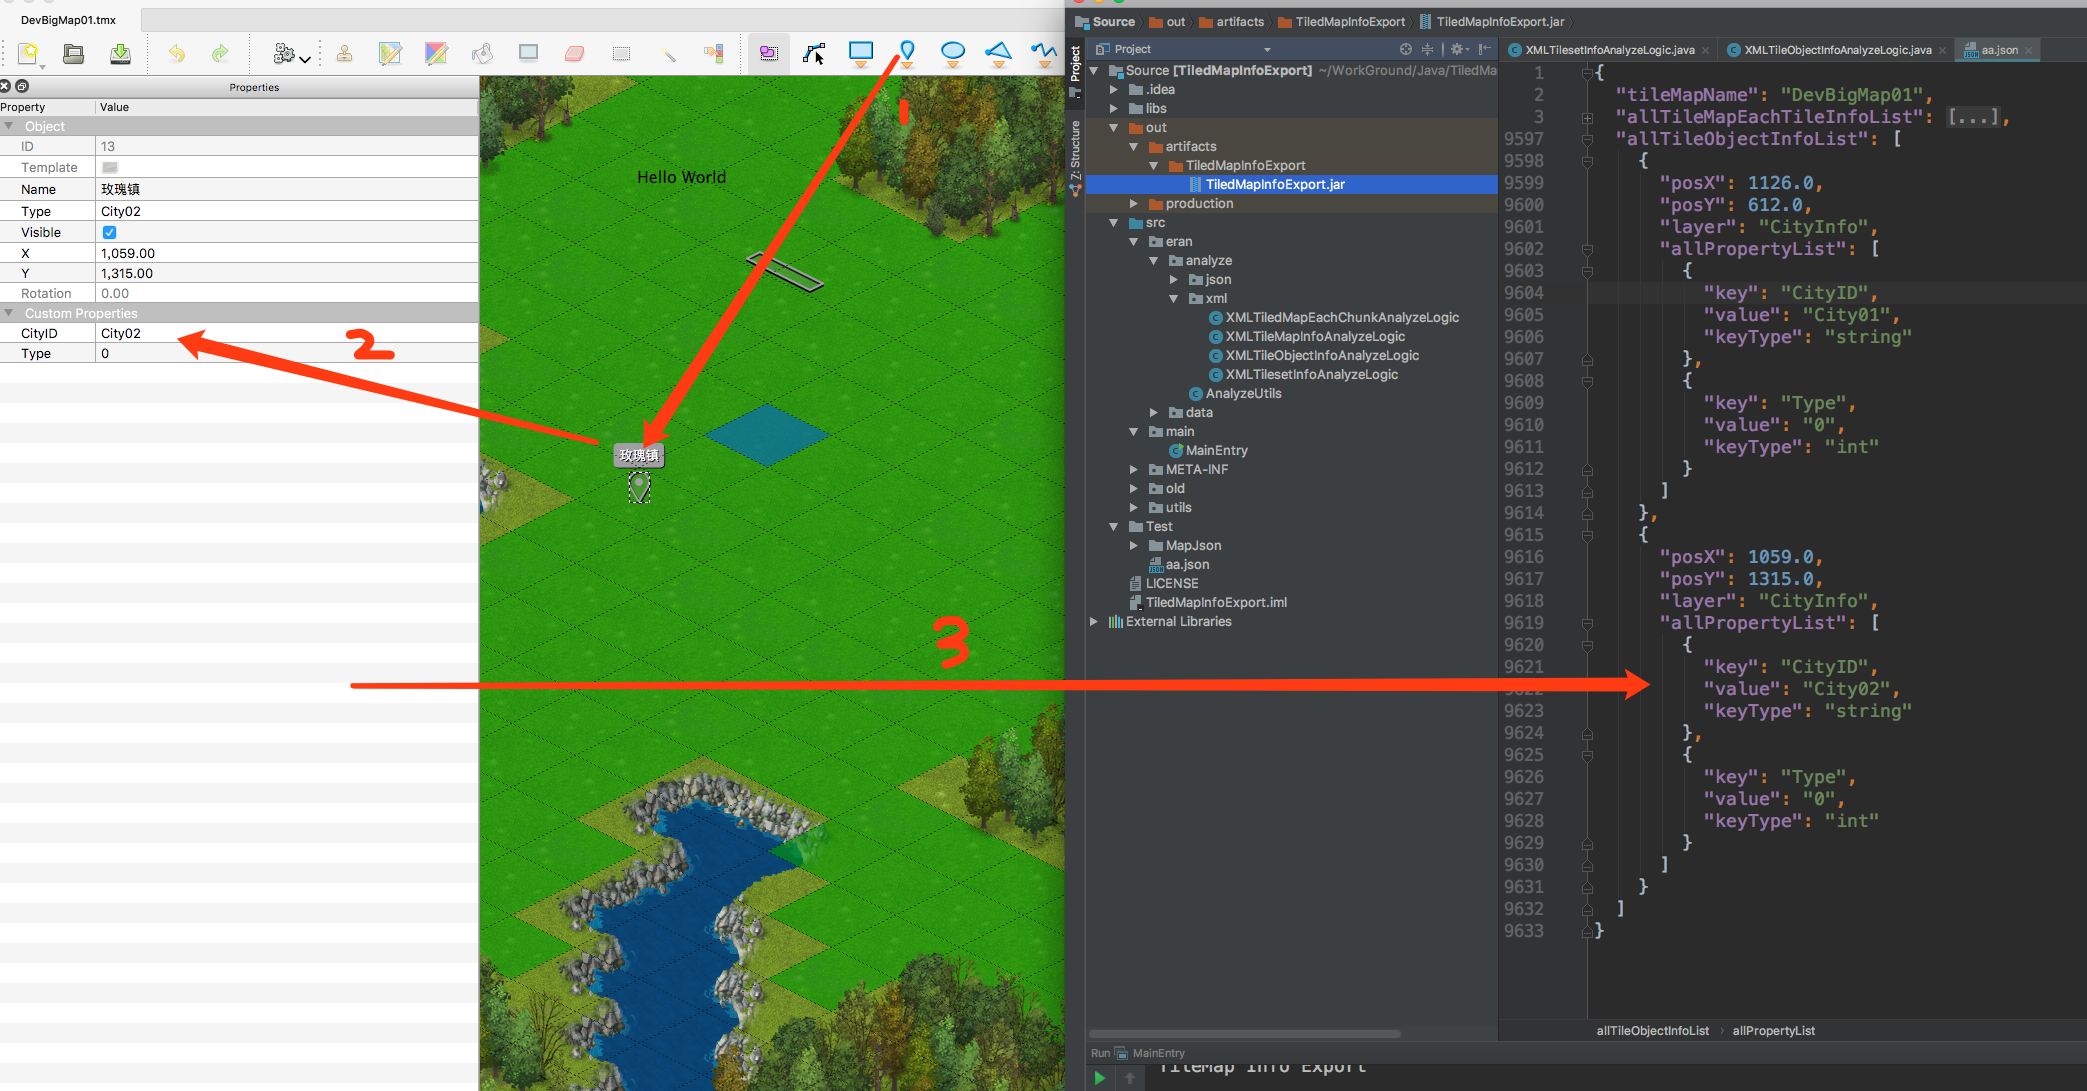 DevBigMap01.tmx
Properties
Property Value
Object
ID 13
Template
Name 玫瑰镇
Type City02
Visible
X 1,059.00
Y 1,315.00
Rotation 0.00
Custom Properties
CityID City02
Type 0
Hello World
玫瑰镇
1
2
3
Source out artifacts TiledMapInfoExport TiledMapInfoExport.jar
Project
Project
Z: Structure
Source [TiledMapInfoExport] ~/WorkGround/Java/TiledMa
.idea
libs
out
artifacts
TiledMapInfoExport
TiledMapInfoExport.jar
production
src
eran
analyze
json
xml
XMLTiledMapEachChunkAnalyzeLogic
XMLTileMapInfoAnalyzeLogic
XMLTileObjectInfoAnalyzeLogic
XMLTilesetInfoAnalyzeLogic
AnalyzeUtils
data
main
MainEntry
META-INF
old
utils
Test
MapJson
aa.json
LICENSE
TiledMapInfoExport.iml
External Libraries
XMLTilesetInfoAnalyzeLogic.java XMLTileObjectInfoAnalyzeLogic.java aa.json
1 {
2 "tileMapName": "DevBigMap01",
3 "allTileMapEachTileInfoList": [...],
9597 "allTileObjectInfoList": [
9598 {
9599 "posX": 1126.0,
9600 "posY": 612.0,
9601 "layer": "CityInfo",
9602 "allPropertyList": [
9603 {
9604 "key": "CityID",
9605 "value": "City01",
9606 "keyType": "string"
9607 },
9608 {
9609 "key": "Type",
9610 "value": "0",
9611 "keyType": "int"
9612 }
9613 ]
9614 },
9615 {
9616 "posX": 1059.0,
9617 "posY": 1315.0,
9618 "layer": "CityInfo",
9619 "allPropertyList": [
9620 {
9621 "key": "CityID",
"value": "City02",
9623 "keyType": "string"
9624 },
9625 {
9626 "key": "Type",
9627 "value": "0",
9628 "keyType": "int"
9629 }
9630 ]
9631 }
9632 ]
9633 }
allTileObjectInfoList allPropertyList
Run MainEntry
TileMap Info Export